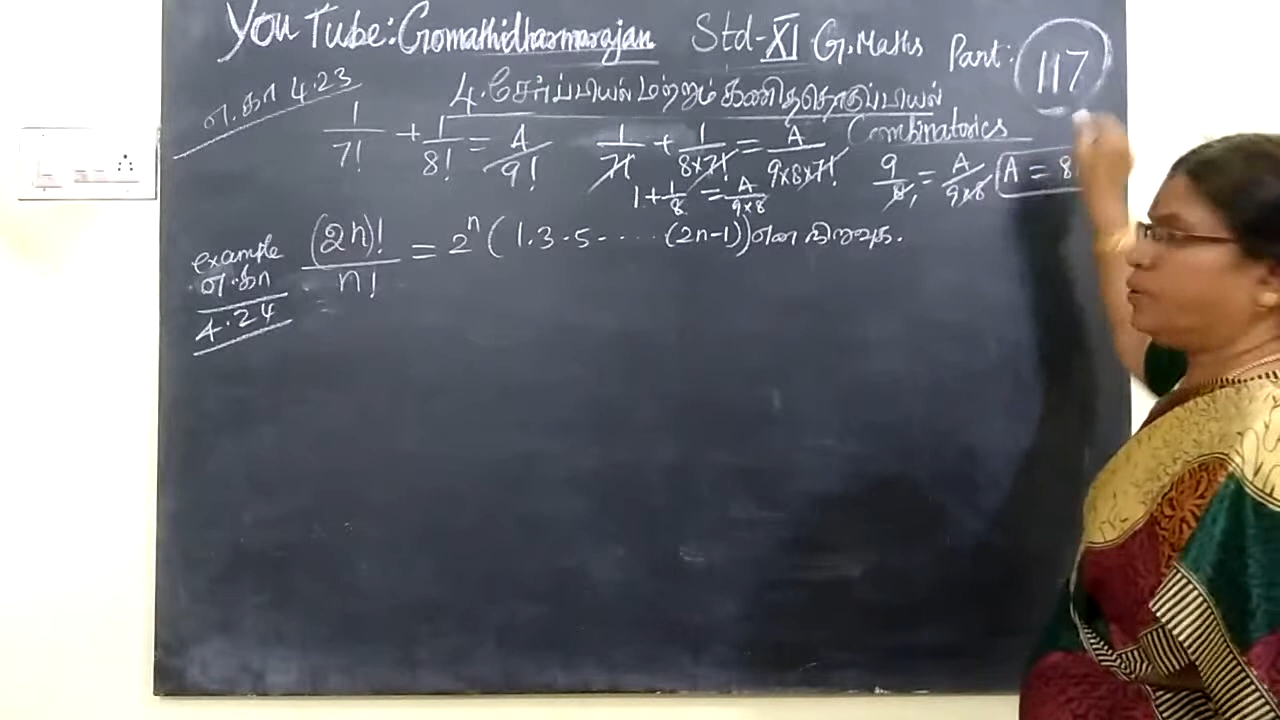 YouTube: Gomathidharmarajan Std-XI G.Maths Part: 117
எ.கா 4.23
4. சேர்ப்பியல் மற்றும் கணித தொகுப்பியல்
Combinatorics
1/7! + 1/8! = A/9!
1/7! + 1/(8×7!) = A/(9×8×7!)
1 + 1/8 = A/(9×8)
9/8 = A/(9×8) A = 8
example எ.கா 4.24
(2n)!/n! = 2ⁿ (1.3.5.....(2n-1)) என நிறுவுக.